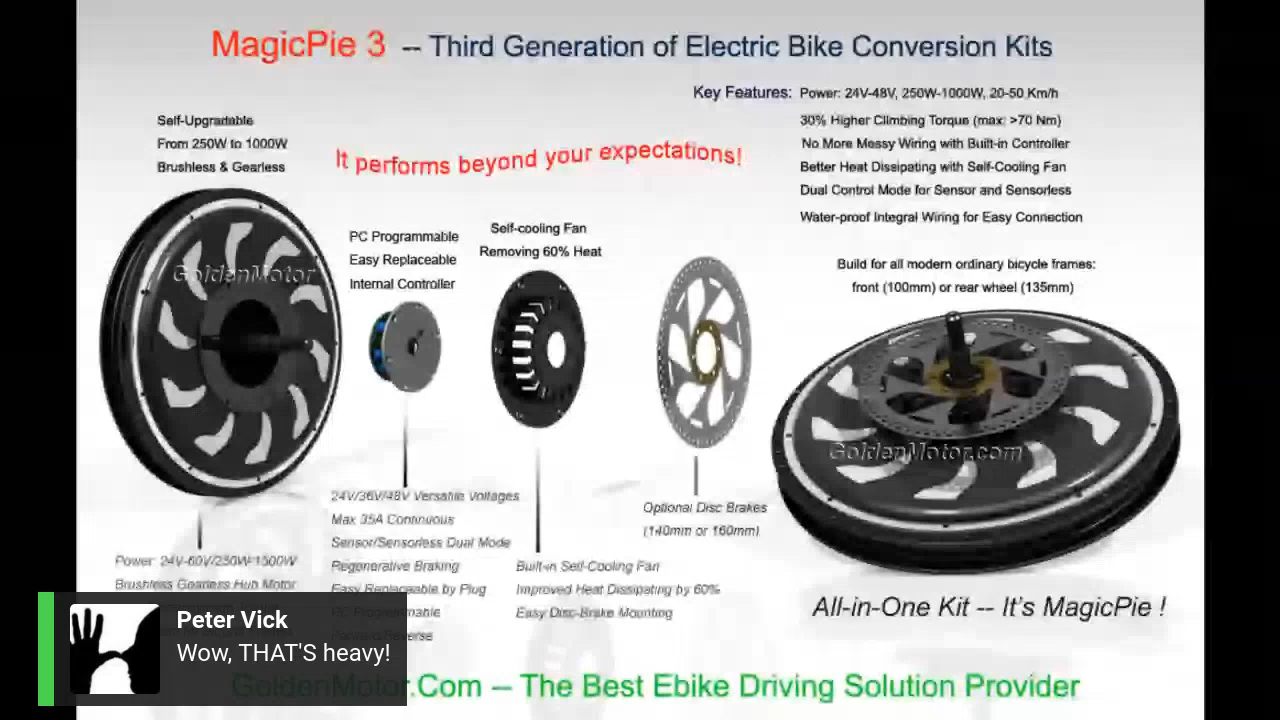 MagicPie 3 -- Third Generation of Electric Bike Conversion Kits
Key Features: Power: 24V-48V, 250W-1000W, 20-50 Km/h
30% Higher Climbing Torque (max: >70 Nm)
No More Messy Wiring with Built-in Controller
Better Heat Dissipating with Self-Cooling Fan
Dual Control Mode for Sensor and Sensorless
Water-proof Integral Wiring for Easy Connection
Self-Upgradable
From 250W to 1000W
Brushless & Gearless
It performs beyond your expectations!
PC Programmable
Easy Replaceable
Internal Controller
Self-cooling Fan
Removing 60% Heat
Build for all modern ordinary bicycle frames:
front (100mm) or rear wheel (135mm)
GoldenMotor
GoldenMotor.com
24V/36V/48V Versatile Voltages
Max 35A Continuous
Sensor/Sensorless Dual Mode
Regenerative Braking
Easy Replaceable by Plug
PC Programmable
Reverse
Optional Disc Brakes
(140mm or 160mm)
Power: 24V-60V/250W-1500W
Brushless Gearless Hub Motor
Built-in Self-Cooling Fan
Improved Heat Dissipating by 60%
Easy Disc-Brake Mounting
All-in-One Kit -- It's MagicPie !
Peter Vick
Wow, THAT'S heavy!
GoldenMotor.Com -- The Best Ebike Driving Solution Provider